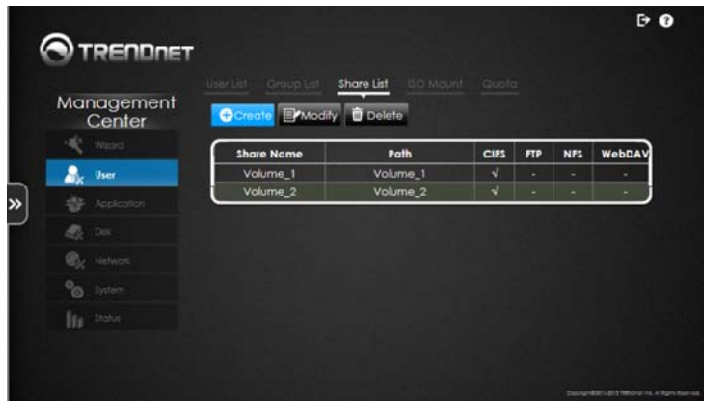 TRENDNET
User List Group List Share List ISO Mount Quota
Management
Center
Create Modify Delete
Wizard
User
Application
Disk
Network
System
Status
Share Name Path CIFS FTP NFS WebDAV
Volume_1 Volume_1 √ - - -
Volume_2 Volume_2 √ - - -